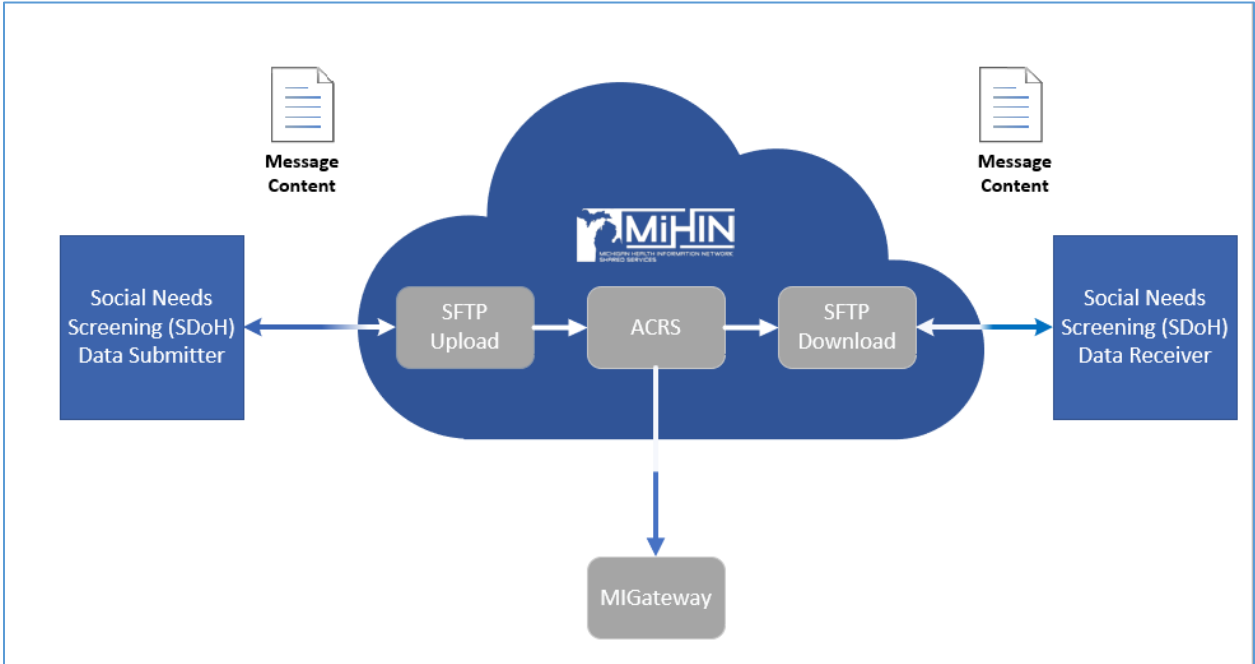 Message
Content
Message
Content
MiHIN
MICHIGAN HEALTH INFORMATION NETWORK
SHARED SERVICES
Social Needs
Screening (SDoH)
Data Submitter
SFTP
Upload
ACRS
SFTP
Download
Social Needs
Screening (SDoH)
Data Receiver
MIGateway